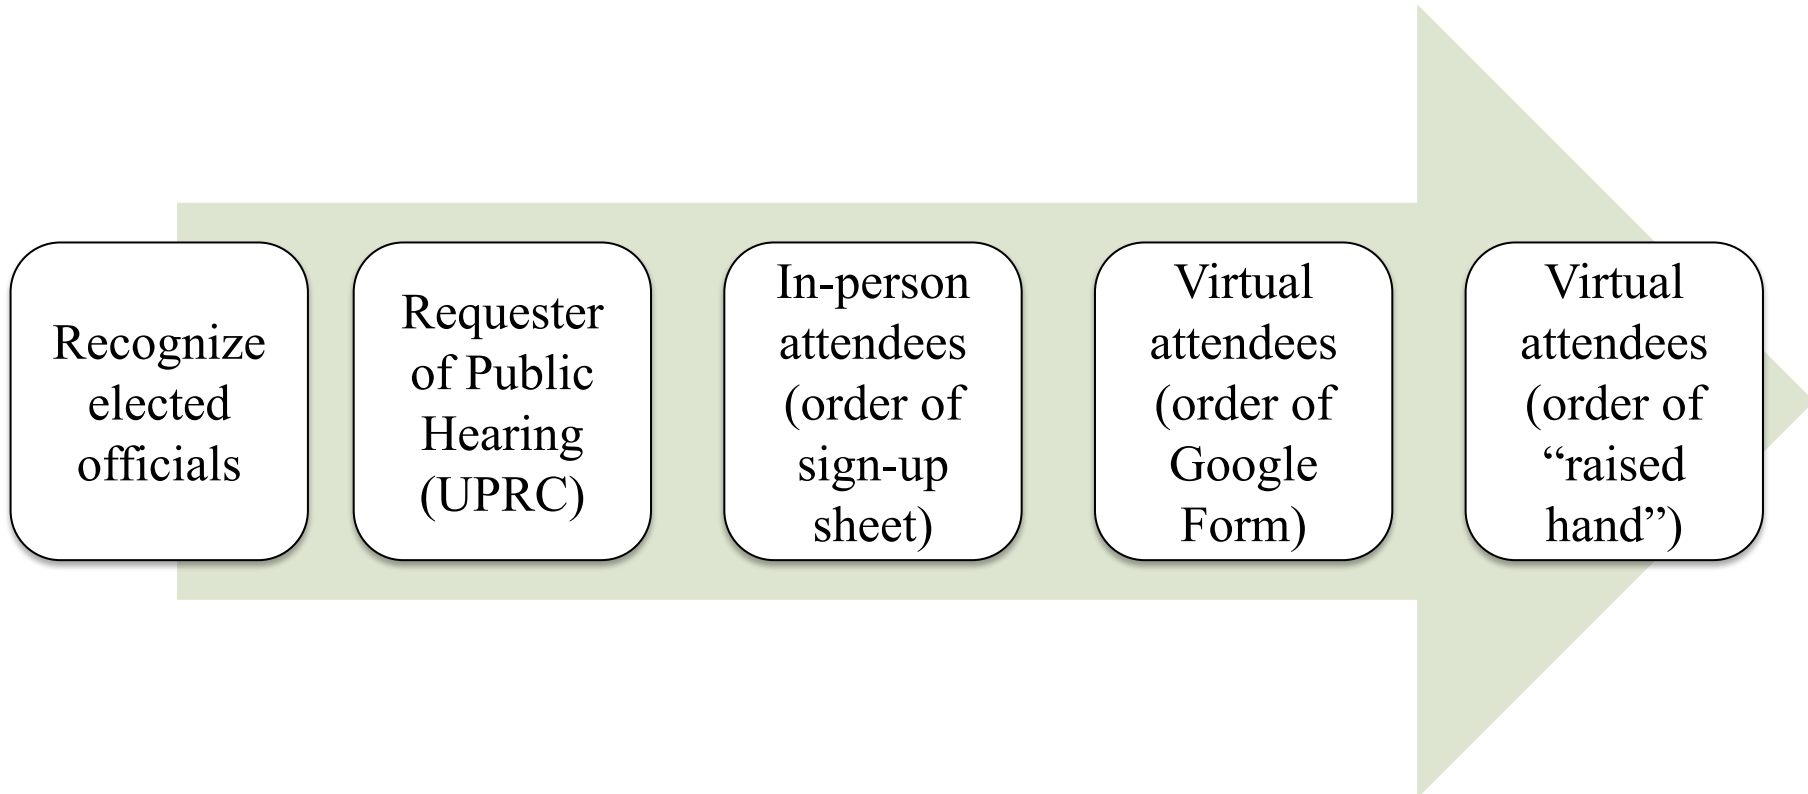 Recognize
elected
officials
Requester
of Public
Hearing
(UPRC)
In-person
attendees
(order of
sign-up
sheet)
Virtual
attendees
(order of
Google
Form)
Virtual
attendees
(order of
“raised
hand”)